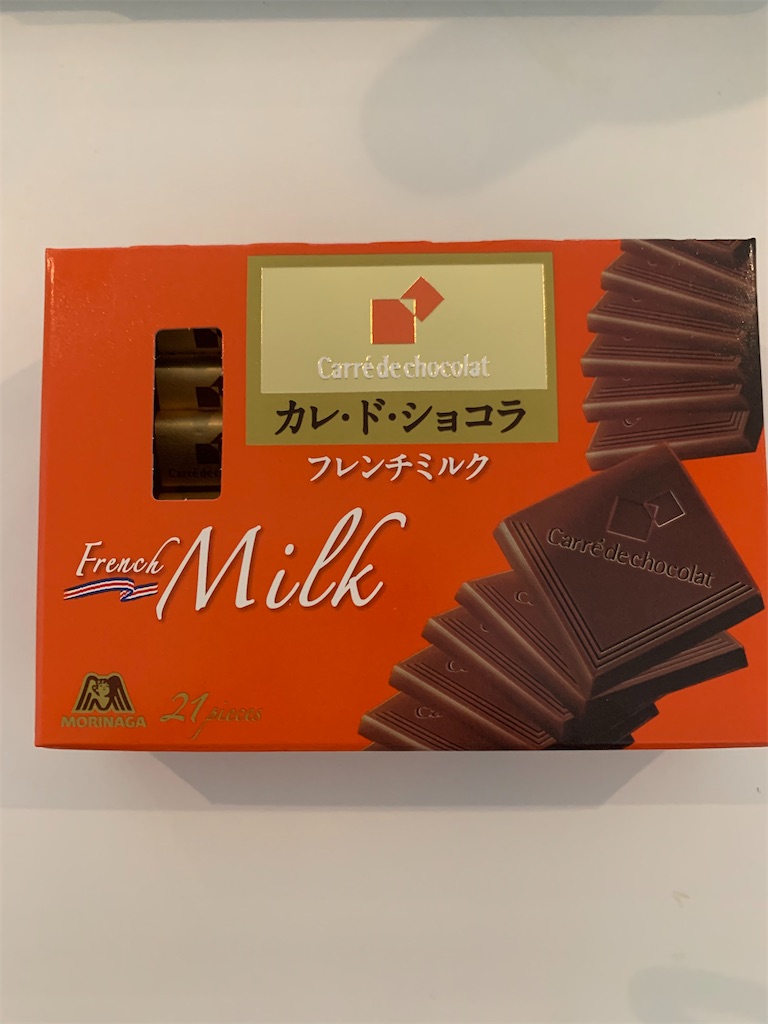 Carré de chocolat
カレ・ド・ショコラ
フレンチミルク
French Milk
Carré de chocolat
MORINAGA
21 pieces